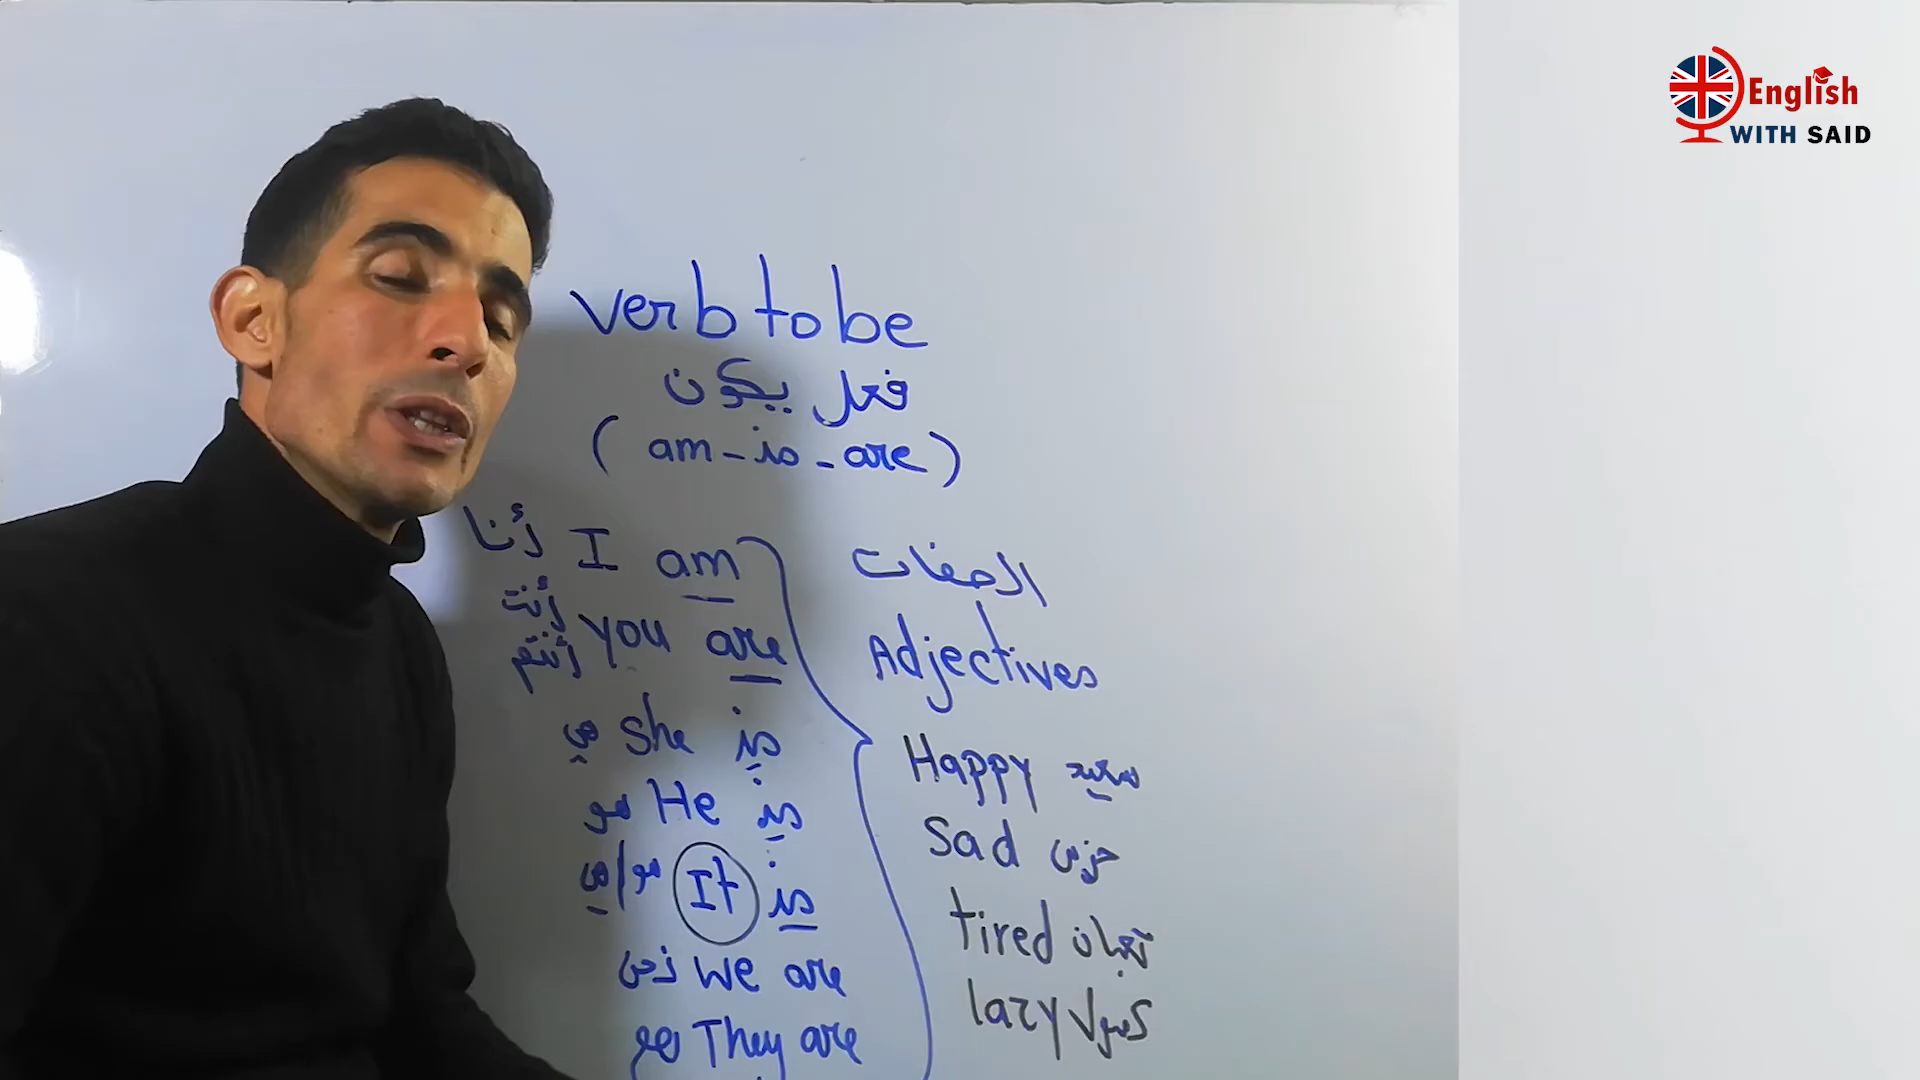 English
WITH SAID
verb to be
فعل يكون
( am - is - are )
أنا I am
أنت
أنتم you are
هي she is
هو He is
هو/هي It is
نحن we are
They are
الصفات
Adjectives
Happy سعيد
sad حزين
tired تعبان
lazy كسول